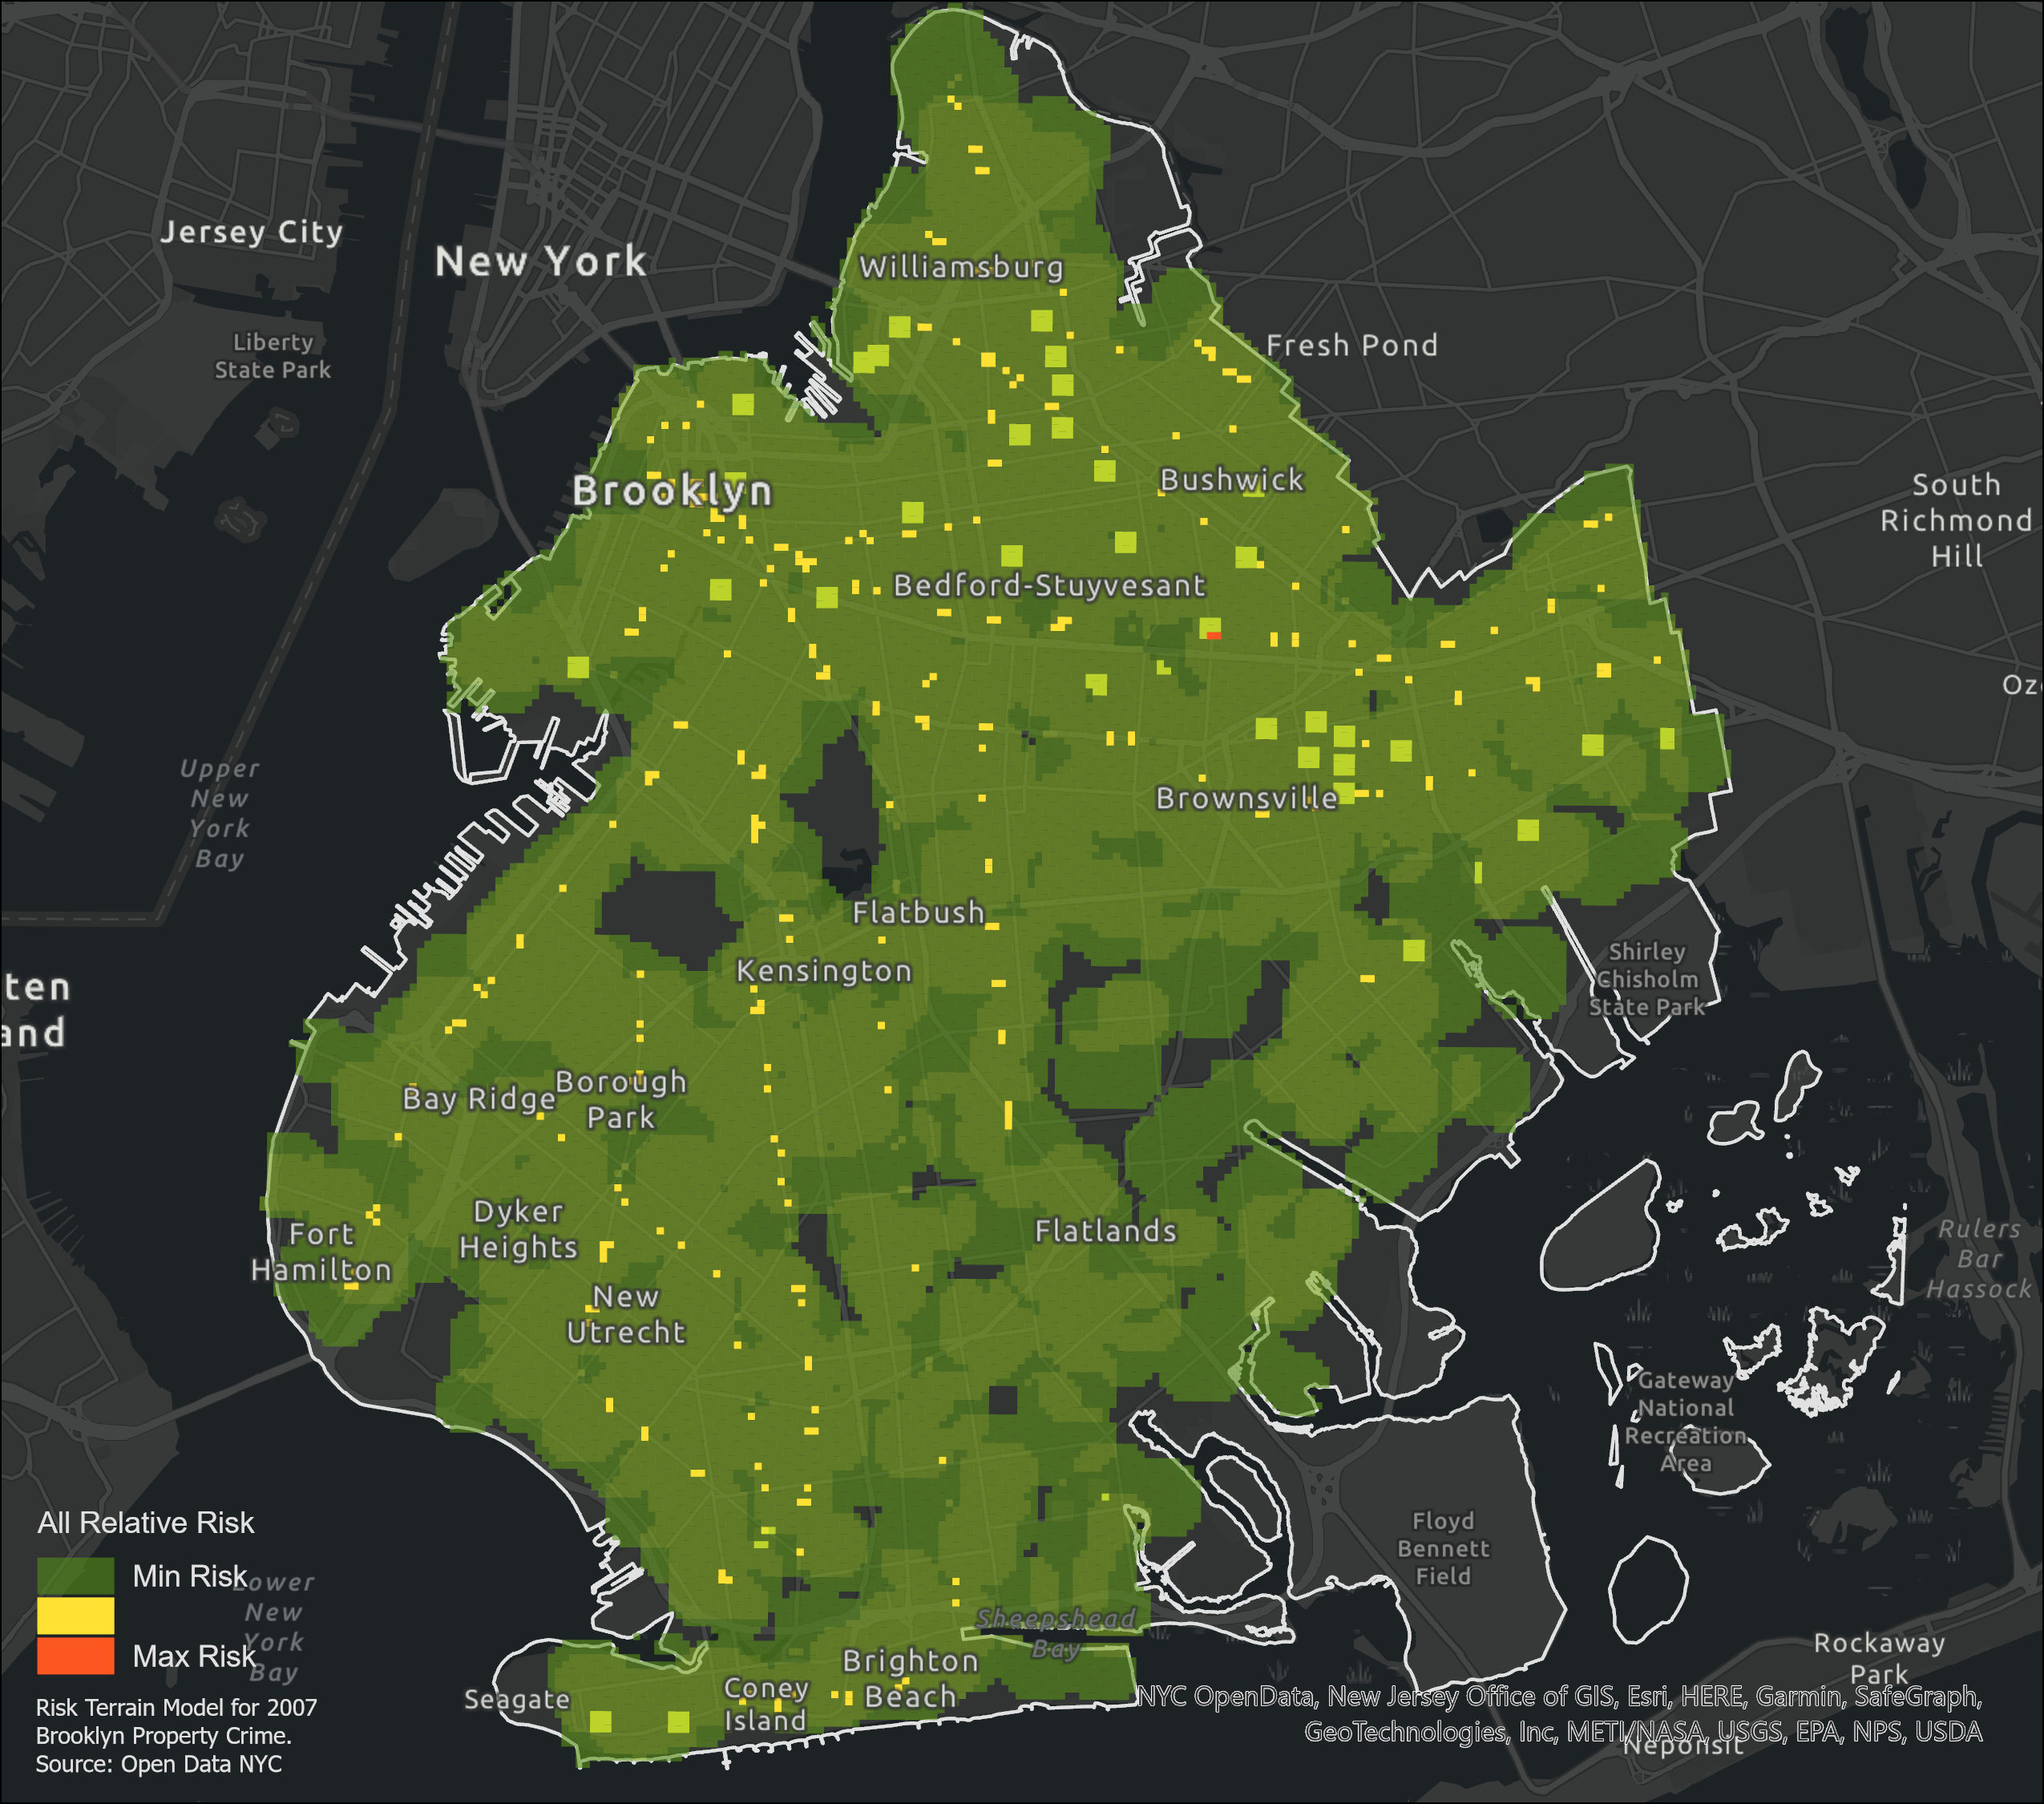 Jersey City
New York
Williamsburg
Liberty
State Park
Fresh Pond
Brooklyn
Bushwick
South
Richmond
Hill
Bedford-Stuyvesant
Upper
New
York
Bay
Brownsville
Flatbush
Kensington
Shirley
Chisholm
State Park
Bay Ridge
Borough
Park
Dyker
Heights
Fort
Hamilton
New
Utrecht
Flatlands
Rulers
Bar
Hassock
Gateway
National
Recreation
Area
Floyd
Bennett
Field
Sheepshead
Bay
Brighton
Beach
Coney
Island
Seagate
Rockaway
Park
Neponsit
Lower
New
York
Bay
All Relative Risk
Min Risk
Max Risk
Risk Terrain Model for 2007
Brooklyn Property Crime.
Source: Open Data NYC
NYC OpenData, New Jersey Office of GIS, Esri, HERE, Garmin, SafeGraph,
GeoTechnologies, Inc, METI/NASA, USGS, EPA, NPS, USDA